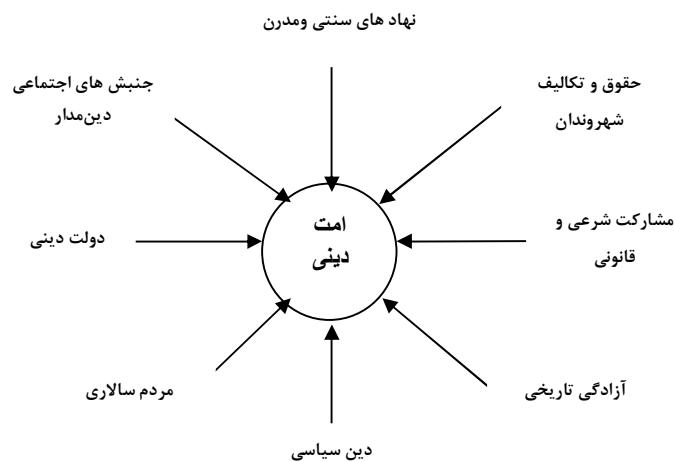 نهاد های سنتی ومدرن
حقوق و تکالیف
شهروندان
جنبش های اجتماعی
دین‌مدار
مشارکت شرعی و
قانونی
امت
دینی
دولت دینی
آزادگی تاریخی
مردم سالاری
دین سیاسی